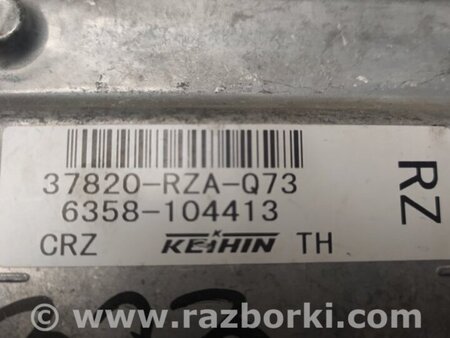 37820-RZA-Q73
6358-104413
CRZ KEIHIN TH
RZ
www.razborki.com